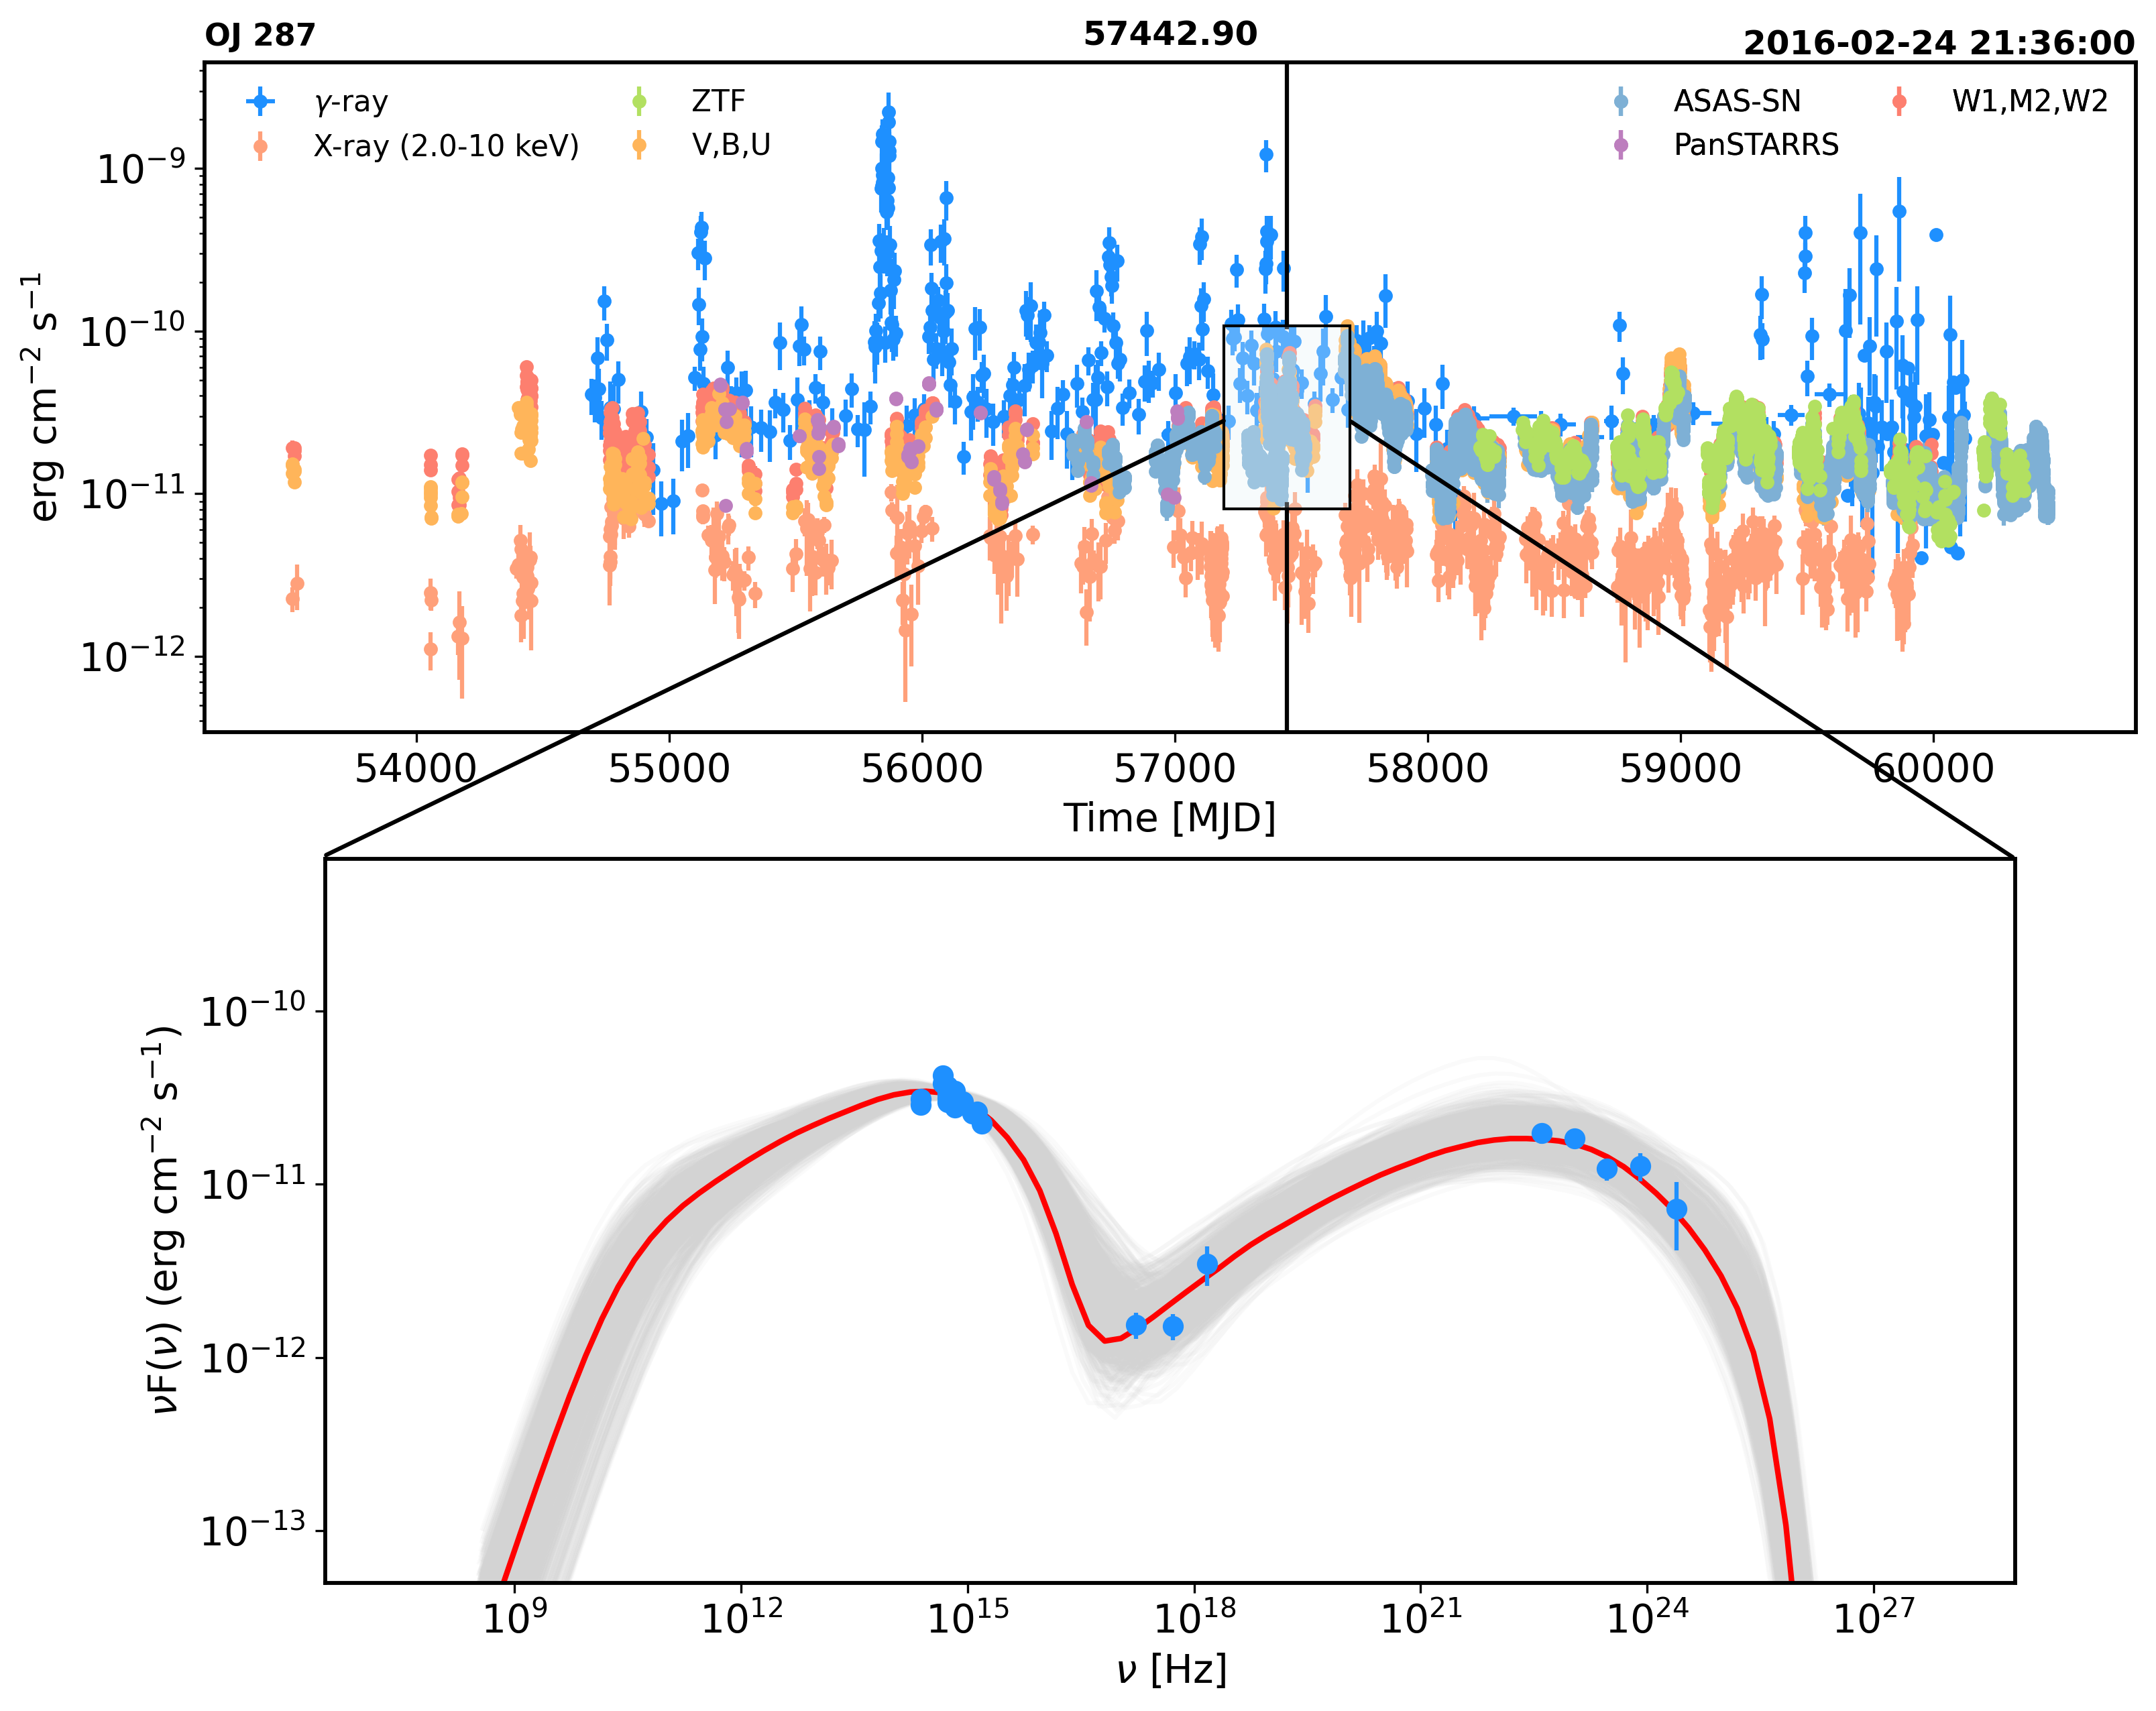 OJ 287 57442.90 2016-02-24 21:36:00
γ-ray ZTF ASAS-SN W1,M2,W2
X-ray (2.0-10 keV) V,B,U PanSTARRS
10⁻⁹
10⁻¹⁰
10⁻¹¹
10⁻¹²
erg cm⁻² s⁻¹
54000 55000 56000 57000 58000 59000 60000
Time [MJD]
10⁻¹⁰
10⁻¹¹
10⁻¹²
10⁻¹³
νF(ν) (erg cm⁻² s⁻¹)
10⁹ 10¹² 10¹⁵ 10¹⁸ 10²¹ 10²⁴ 10²⁷
ν [Hz]